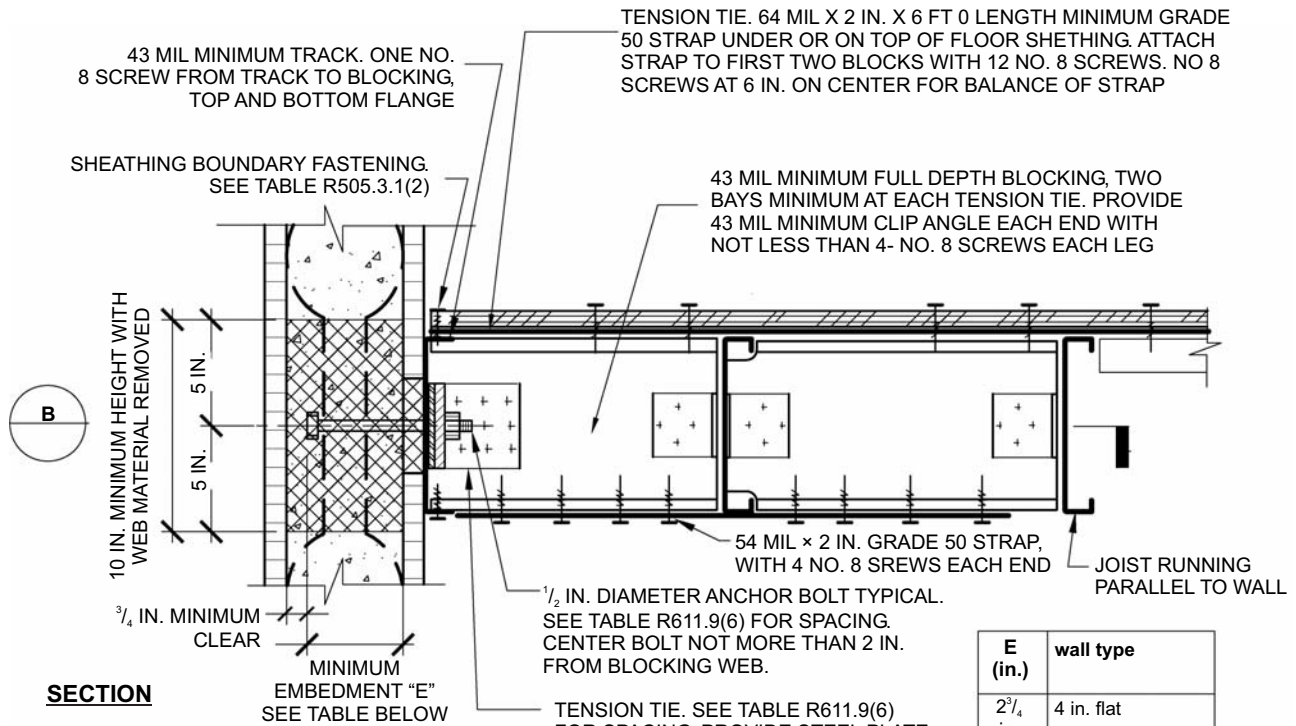 TENSION TIE. 64 MIL X 2 IN. X 6 FT 0 LENGTH MINIMUM GRADE
50 STRAP UNDER OR ON TOP OF FLOOR SHETHING. ATTACH
STRAP TO FIRST TWO BLOCKS WITH 12 NO. 8 SCREWS. NO 8
SCREWS AT 6 IN. ON CENTER FOR BALANCE OF STRAP
43 MIL MINIMUM TRACK. ONE NO.
8 SCREW FROM TRACK TO BLOCKING,
TOP AND BOTTOM FLANGE
SHEATHING BOUNDARY FASTENING.
SEE TABLE R505.3.1(2)
43 MIL MINIMUM FULL DEPTH BLOCKING, TWO
BAYS MINIMUM AT EACH TENSION TIE. PROVIDE
43 MIL MINIMUM CLIP ANGLE EACH END WITH
NOT LESS THAN 4- NO. 8 SCREWS EACH LEG
B
10 IN. MINIMUM HEIGHT WITH
WEB MATERIAL REMOVED
5 IN.
5 IN.
54 MIL × 2 IN. GRADE 50 STRAP,
WITH 4 NO. 8 SREWS EACH END
JOIST RUNNING
PARALLEL TO WALL
3/4 IN. MINIMUM
CLEAR
1/2 IN. DIAMETER ANCHOR BOLT TYPICAL.
SEE TABLE R611.9(6) FOR SPACING.
CENTER BOLT NOT MORE THAN 2 IN.
FROM BLOCKING WEB.
MINIMUM
EMBEDMENT “E”
SEE TABLE BELOW
SECTION
TENSION TIE. SEE TABLE R611.9(6)
E
(in.)
wall type
2 3/4
4 in. flat